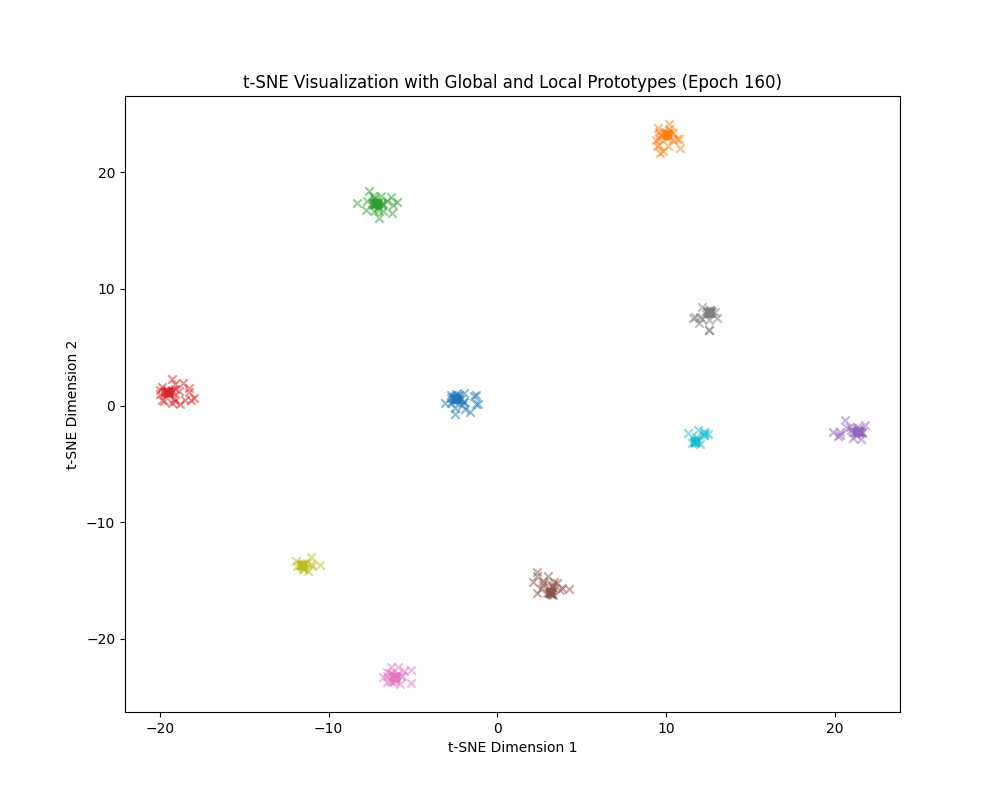 t-SNE Visualization with Global and Local Prototypes (Epoch 160)
20
10
0
−10
−20
t-SNE Dimension 2
−20 −10 0 10 20
t-SNE Dimension 1